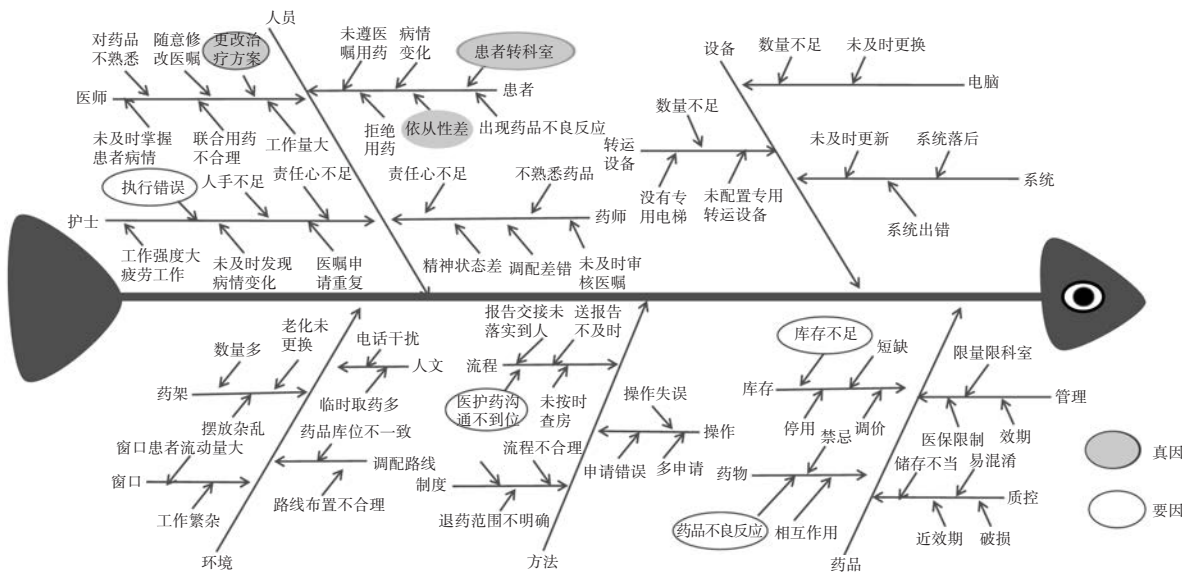 人员
对药品
不熟悉
随意修
改医嘱
更改治
疗方案
医师
未及时掌握
患者病情
联合用药
不合理
工作量大
未遵医
嘱用药
病情
变化
患者转科室
患者
拒绝
用药
依从性差
出现药品不良反应
执行错误
人手不足
责任心不足
护士
工作强度大
疲劳工作
未及时发现
病情变化
医嘱申
请重复
责任心不足
不熟悉药品
药师
精神状态差
调配差错
未及时审
核医嘱
设备
数量不足
未及时更换
电脑
数量不足
转运
设备
没有专
用电梯
未配置专用
转运设备
未及时更新
系统落后
系统
系统出错
数量多
老化未
更换
药架
摆放杂乱
电话干扰
人文
临时取药多
窗口患者流动量大
窗口
工作繁杂
药品库位不一致
调配路线
路线布置不合理
环境
报告交接未
落实到人
送报告
不及时
流程
医护药沟
通不到位
未按时
查房
操作失误
操作
申请错误
多申请
流程不合理
制度
退药范围不明确
方法
库存不足
短缺
库存
停用
调价
限量限科室
管理
医保限制
效期
禁忌
药物
药品不良反应
相互作用
储存不当
易混淆
质控
近效期
破损
药品
真因
要因